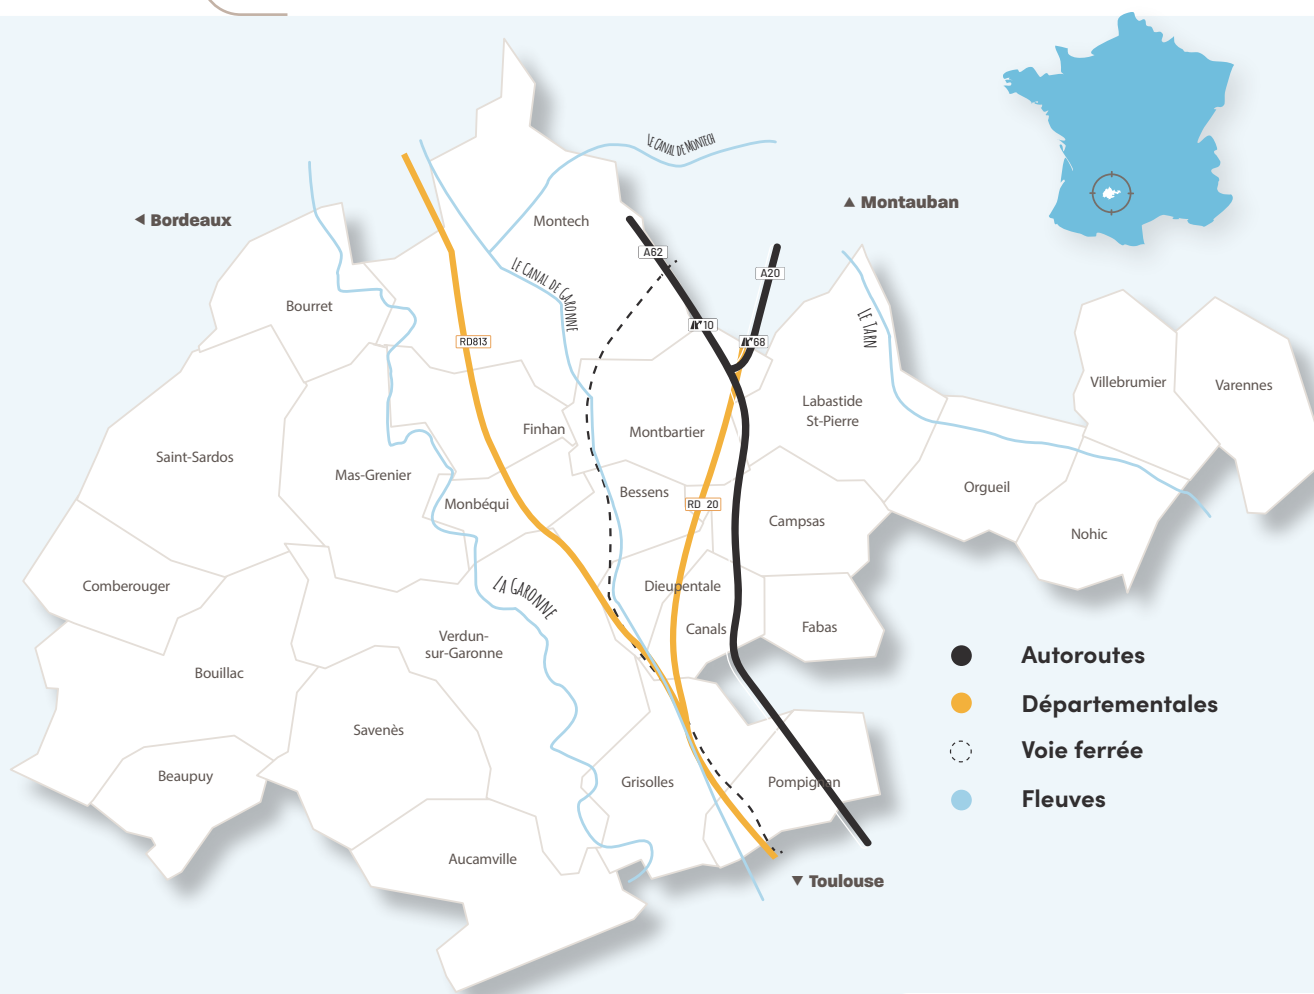 Le Canal de Montech
Montauban
Bordeaux
Montech
A62
Le Canal de Garonne
A20
Bourret
10
Le Tarn
RD813
68
Villebrumier
Varennes
Labastide
St-Pierre
Finhan
Montbartier
Saint-Sardos
Mas-Grenier
Orgueil
Bessens
Monbéqui
RD 20
Campsas
Nohic
Comberouger
Dieupentale
La Garonne
Canals
Fabas
Verdun-
sur-Garonne
Autoroutes
Bouillac
Départementales
Savenès
Voie ferrée
Beaupuy
Grisolles
Pompignan
Fleuves
Aucamville
Toulouse